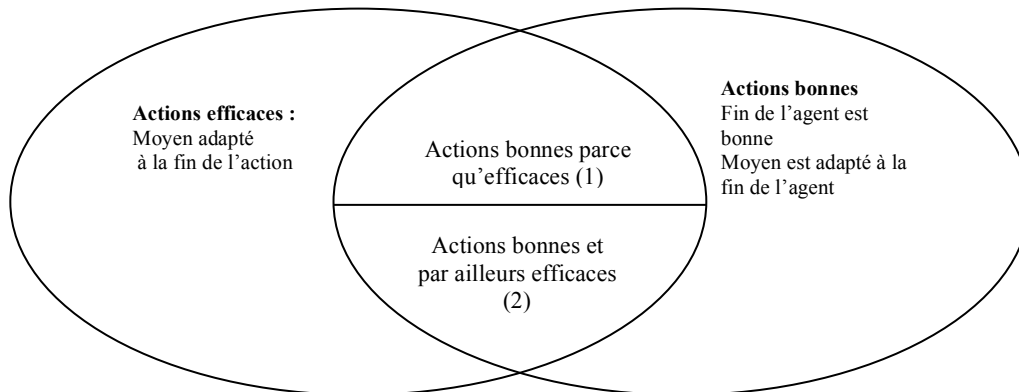 Actions efficaces :
Moyen adapté
à la fin de l’action
Actions bonnes parce
qu’efficaces (1)
Actions bonnes et
par ailleurs efficaces
(2)
Actions bonnes
Fin de l’agent est
bonne
Moyen est adapté à la
fin de l’agent